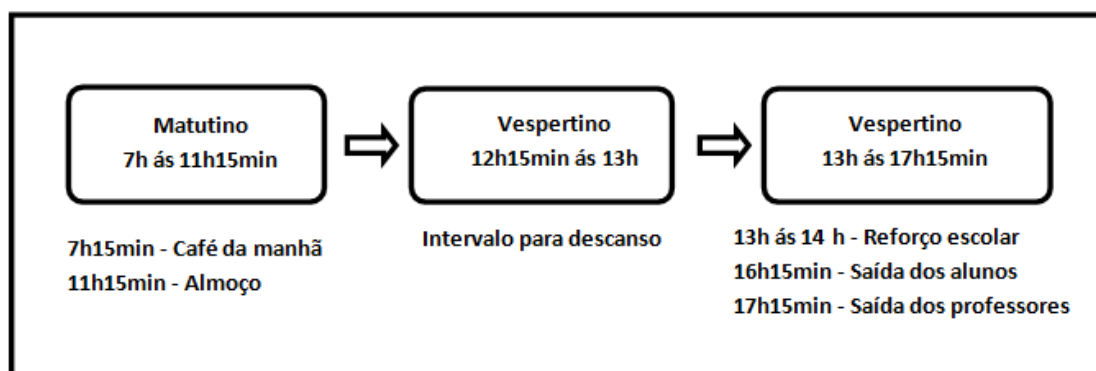 Matutino
7h ás 11h15min
Vespertino
12h15min ás 13h
Vespertino
13h ás 17h15min
7h15min - Café da manhã
11h15min - Almoço
Intervalo para descanso
13h ás 14 h - Reforço escolar
16h15min - Saída dos alunos
17h15min - Saída dos professores